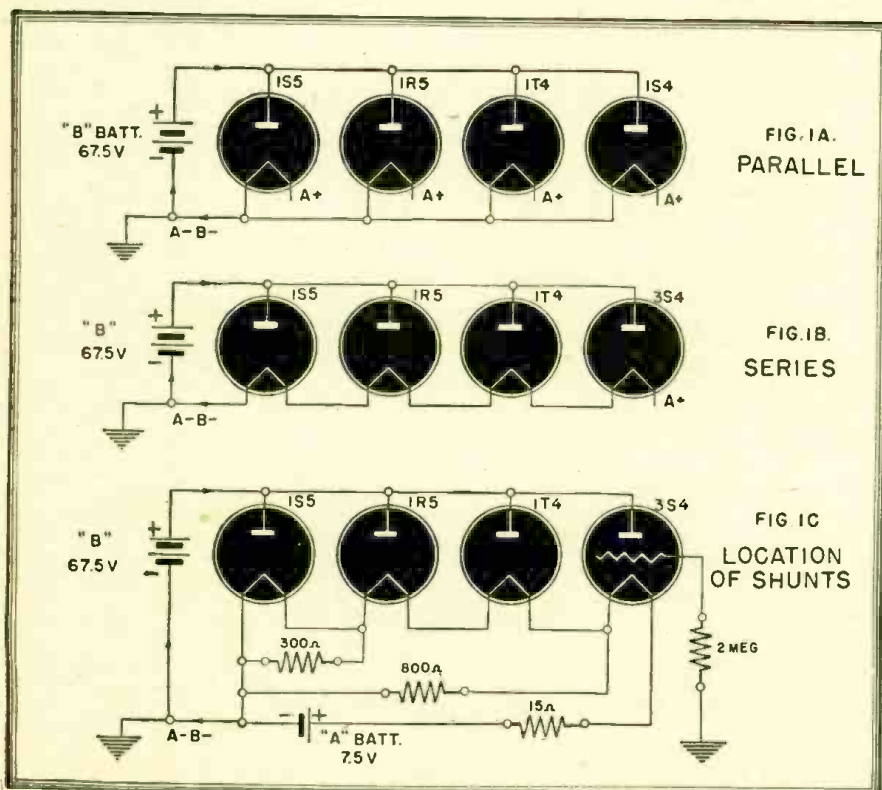 1S5 1R5 1T4 1S4
+
"B" BATT.
67.5 V
-
A+ A+ A+ A+
A-B-
FIG. 1A.
PARALLEL
1S5 1R5 1T4 3S4
+
"B"
67.5V
-
A-B-
A+
FIG. 1B.
SERIES
1S5 1R5 1T4 3S4
+
"B"
67.5V
-
FIG 1C
LOCATION
OF SHUNTS
2 MEG
300Ω
800Ω
15Ω
A-B-
- +
"A" BATT.
7.5V